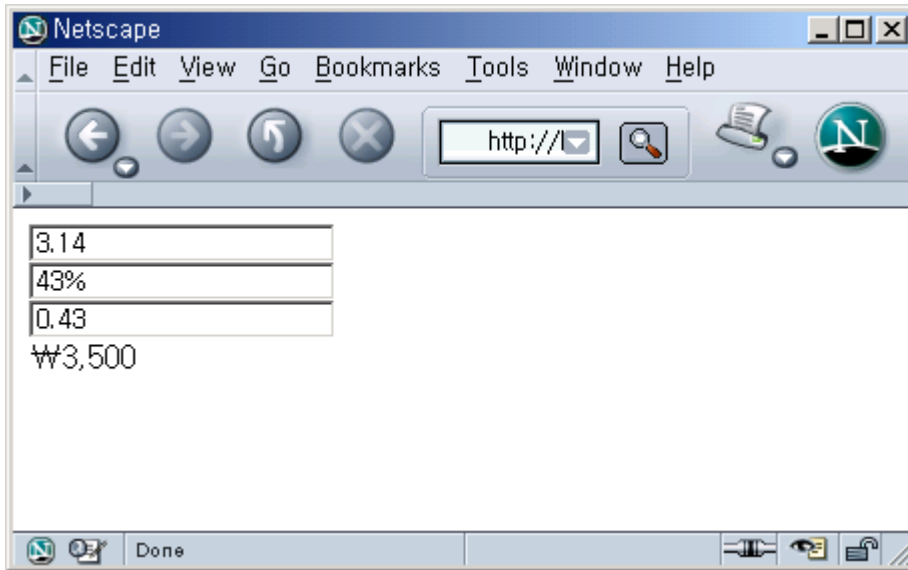 Netscape
File Edit View Go Bookmarks Tools Window Help
http://
3.14
43%
0.43
₩3,500
Done